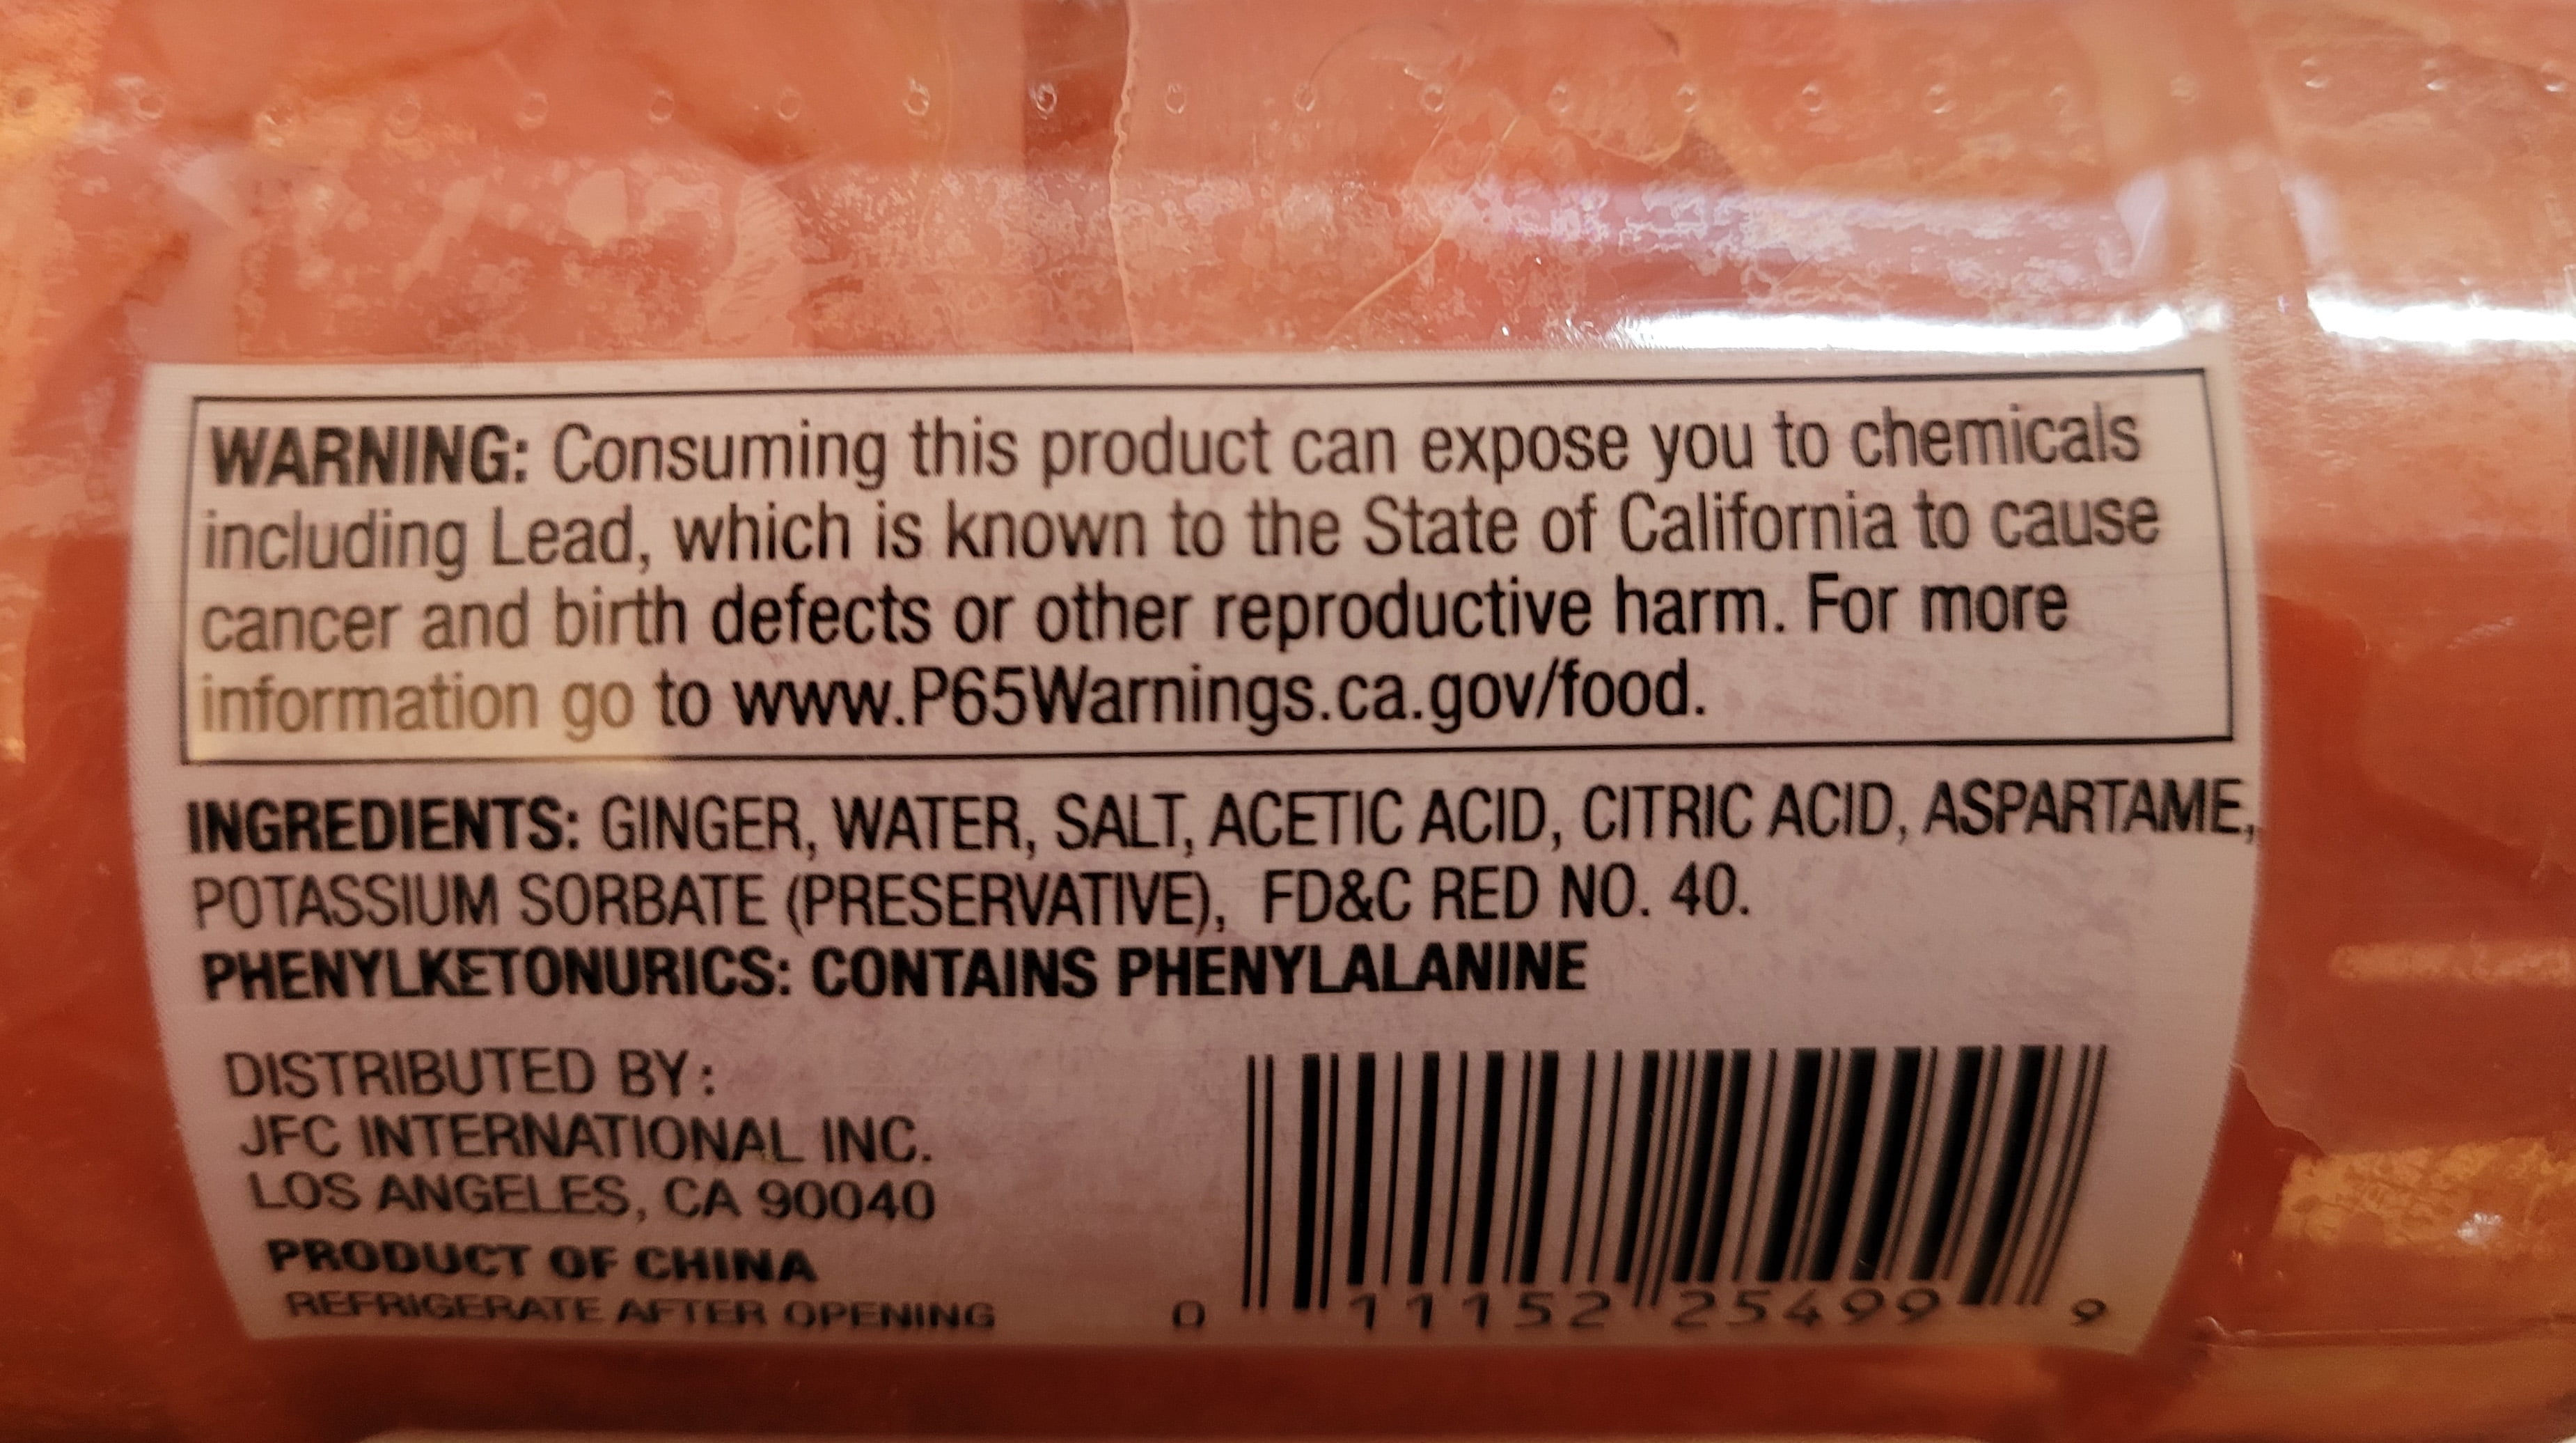 WARNING: Consuming this product can expose you to chemicals
including Lead, which is known to the State of California to cause
cancer and birth defects or other reproductive harm. For more
information go to www.P65Warnings.ca.gov/food.
INGREDIENTS: GINGER, WATER, SALT, ACETIC ACID, CITRIC ACID, ASPARTAME,
POTASSIUM SORBATE (PRESERVATIVE), FD&C RED NO. 40.
PHENYLKETONURICS: CONTAINS PHENYLALANINE
DISTRIBUTED BY:
JFC INTERNATIONAL INC.
LOS ANGELES, CA 90040
PRODUCT OF CHINA
REFRIGERATE AFTER OPENING
0 11152 25499 9